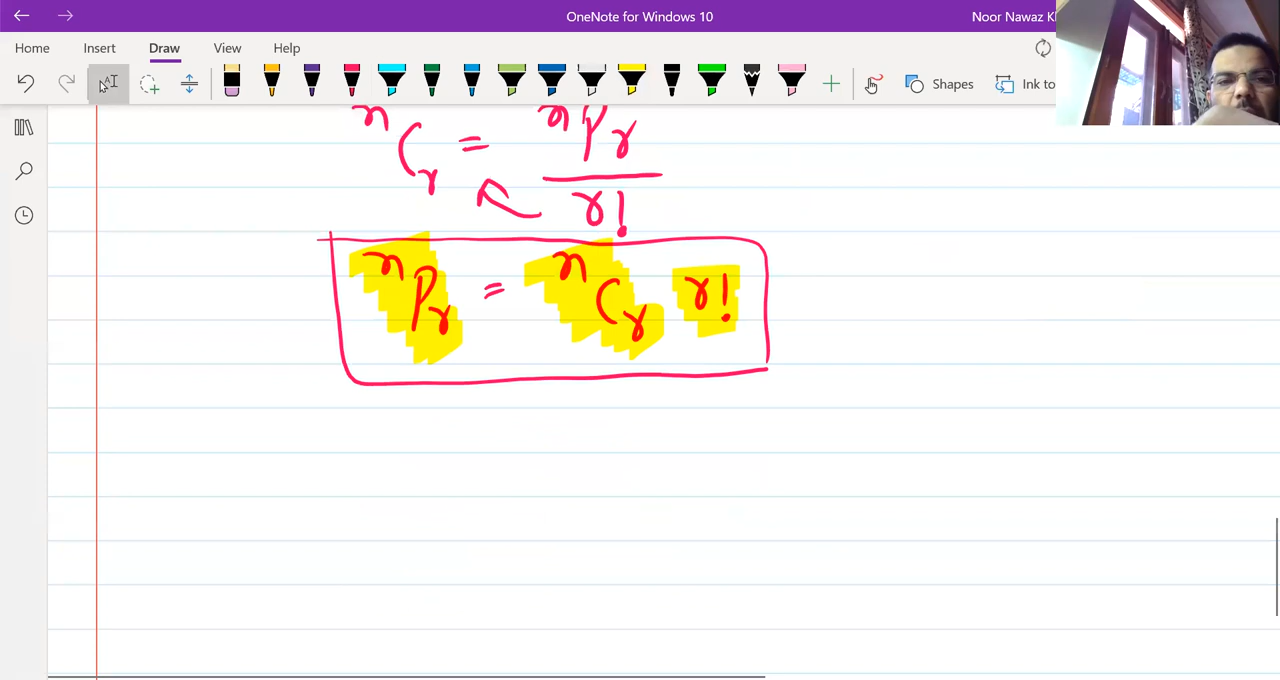 OneNote for Windows 10
Noor Nawaz
Home Insert Draw View Help
Shapes Ink to
ⁿCᵣ = ⁿPᵣ
r!
ⁿPᵣ = ⁿCᵣ r!